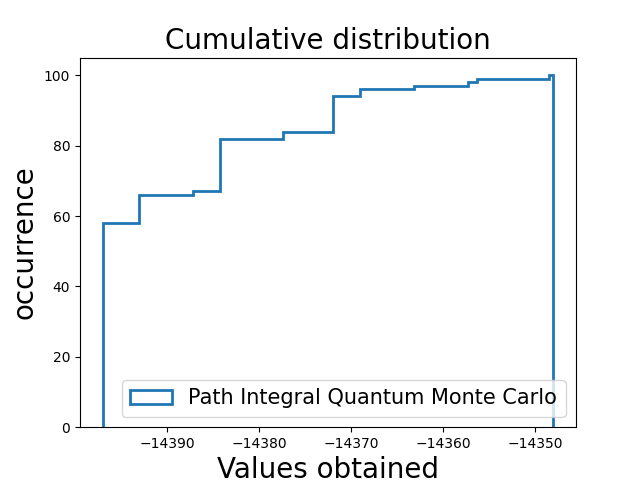 Cumulative distribution
occurrence
100
80
60
40
20
0
Path Integral Quantum Monte Carlo
−14390
−14380
−14370
−14360
−14350
Values obtained